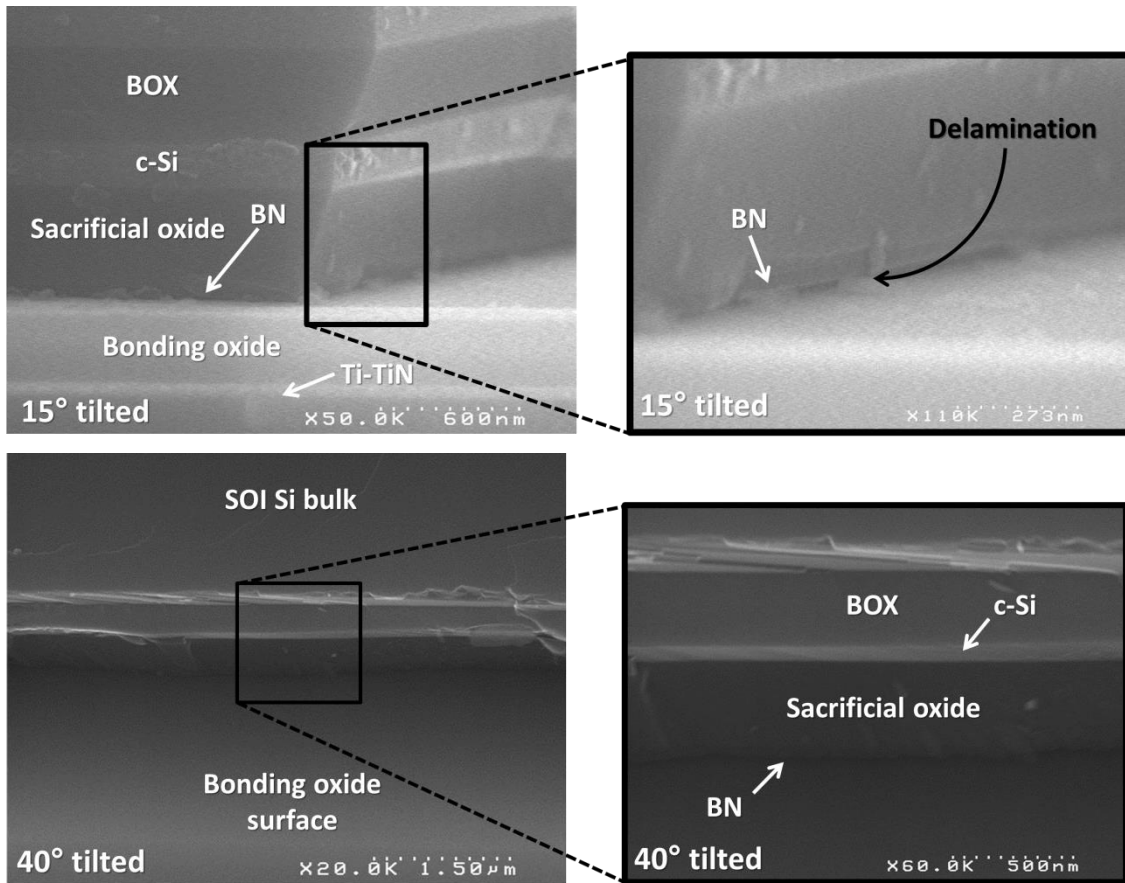 BOX
c-Si
BN
Sacrificial oxide
Bonding oxide
Ti-TiN
15° tilted
X50.0K 600nm
Delamination
BN
15° tilted
X110K 273nm
SOI Si bulk
Bonding oxide
surface
40° tilted
X20.0K 1.50µm
BOX
c-Si
Sacrificial oxide
BN
40° tilted
X60.0K 500nm